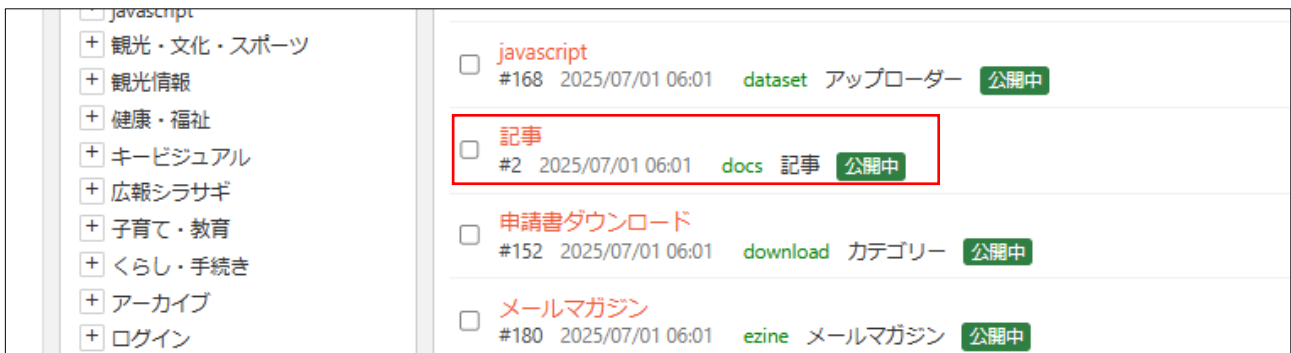 javascript
+ 観光・文化・スポーツ
+ 観光情報
+ 健康・福祉
+ キービジュアル
+ 広報シラサギ
+ 子育て・教育
+ くらし・手続き
+ アーカイブ
+ ログイン
javascript
#168 2025/07/01 06:01 dataset アップローダー 公開中
記事
#2 2025/07/01 06:01 docs 記事 公開中
申請書ダウンロード
#152 2025/07/01 06:01 download カテゴリー 公開中
メールマガジン
#180 2025/07/01 06:01 ezine メールマガジン 公開中